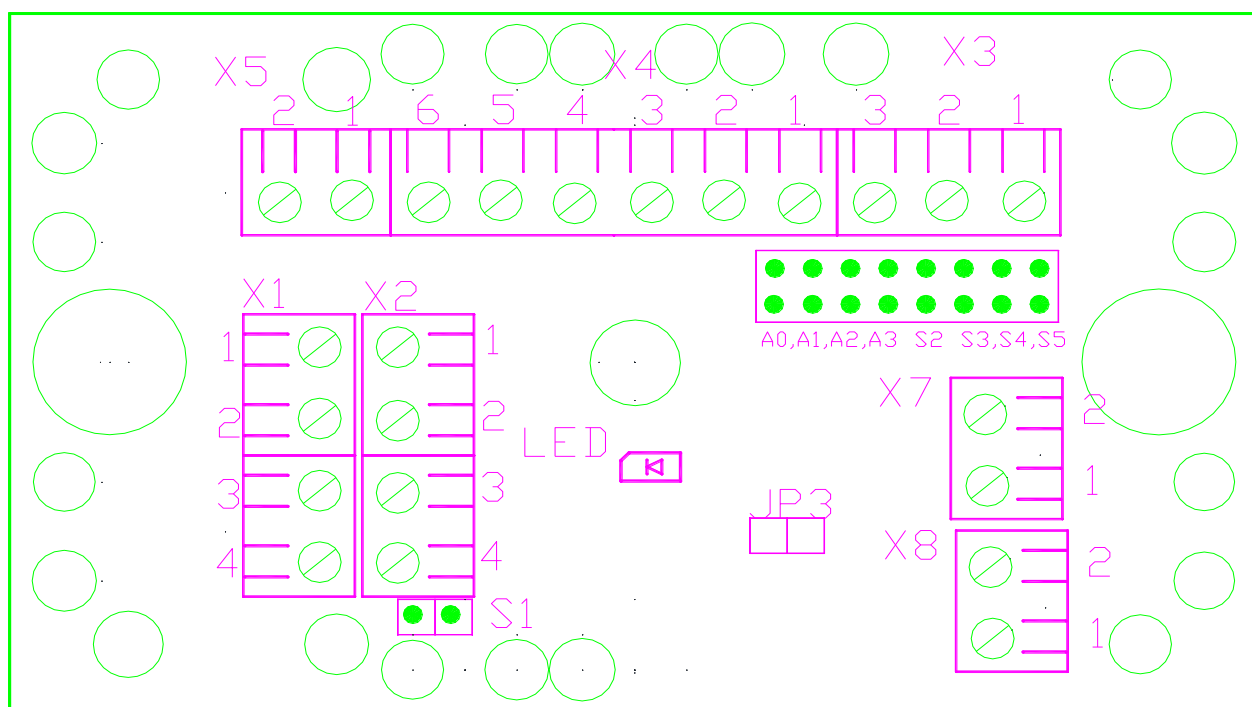 X5 X4 X3
2 1 6 5 4 3 2 1 3 2 1
X1 X2
A0,A1,A2,A3 S2 S3,S4,S5
1 1
X7
2 2
2
LED
3 3
1
JP3
X8
4 4
2
S1
1